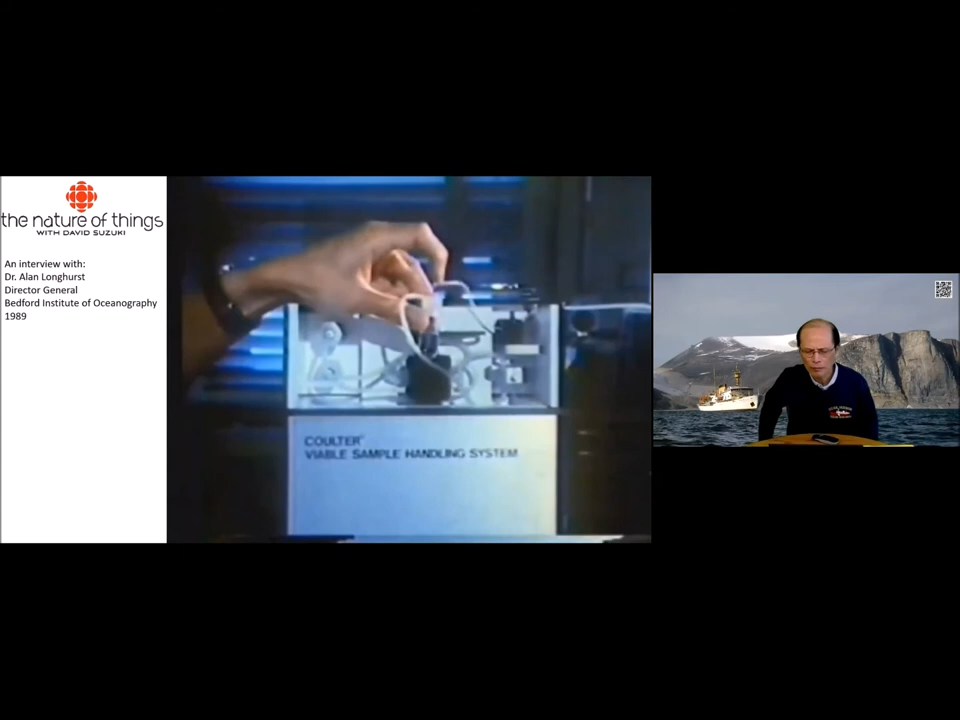 the nature of things
WITH DAVID SUZUKI
An interview with:
Dr. Alan Longhurst
Director General
Bedford Institute of Oceanography
1989
COULTER
VIABLE SAMPLE HANDLING SYSTEM